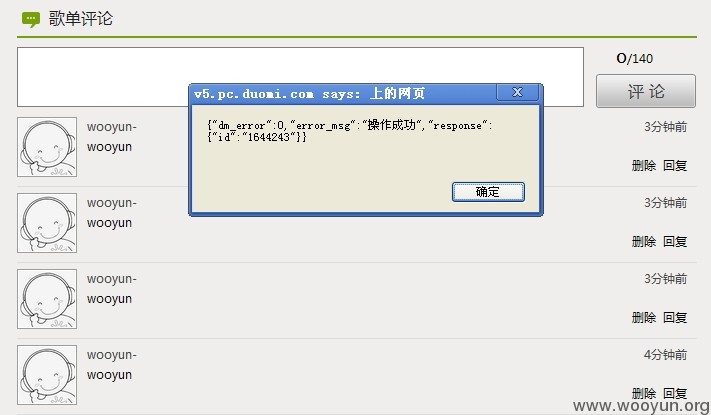 歌单评论
0/140
评 论
v5.pc.duomi.com says: 上的网页
{"dm_error":0,"error_msg":"操作成功","response":
{"id":"1644243"}}
确定
wooyun-
3分钟前
wooyun
删除 回复
wooyun-
3分钟前
wooyun
删除 回复
wooyun-
3分钟前
wooyun
删除 回复
wooyun-
4分钟前
wooyun
删除 回复
www.wooyun.org